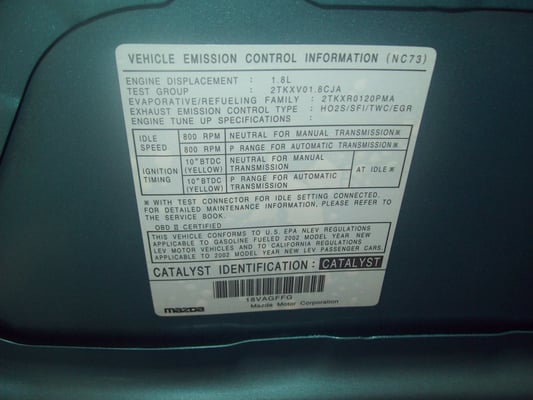 VEHICLE EMISSION CONTROL INFORMATION (NC73)
ENGINE DISPLACEMENT : 1.8L
TEST GROUP : 2TKXV01.8CJA
EVAPORATIVE/REFUELING FAMILY : 2TKXR0120PMA
EXHAUST EMISSION CONTROL TYPE : HO2S/SFI/TWC/EGR
ENGINE TUNE UP SPECIFICATIONS :
IDLE SPEED 800 RPM NEUTRAL FOR MANUAL TRANSMISSION※
800 RPM P RANGE FOR AUTOMATIC TRANSMISSION※
IGNITION TIMING 10°BTDC (YELLOW) NEUTRAL FOR MANUAL TRANSMISSION AT IDLE※
10°BTDC (YELLOW) P RANGE FOR AUTOMATIC TRANSMISSION
※ WITH TEST CONNECTOR FOR IDLE SETTING CONNECTED.
FOR DETAILED MAINTENANCE INFORMATION, PLEASE REFER TO
THE SERVICE BOOK.
OBD II CERTIFIED
THIS VEHICLE CONFORMS TO U.S. EPA NLEV REGULATIONS
APPLICABLE TO GASOLINE FUELED 2002 MODEL YEAR NEW
LEV MOTOR VEHICLES AND TO CALIFORNIA REGULATIONS
APPLICABLE TO 2002 MODEL YEAR NEW LEV PASSENGER CARS.
CATALYST IDENTIFICATION: CATALYST
18VAGFFG
mazda Mazda Motor Corporation